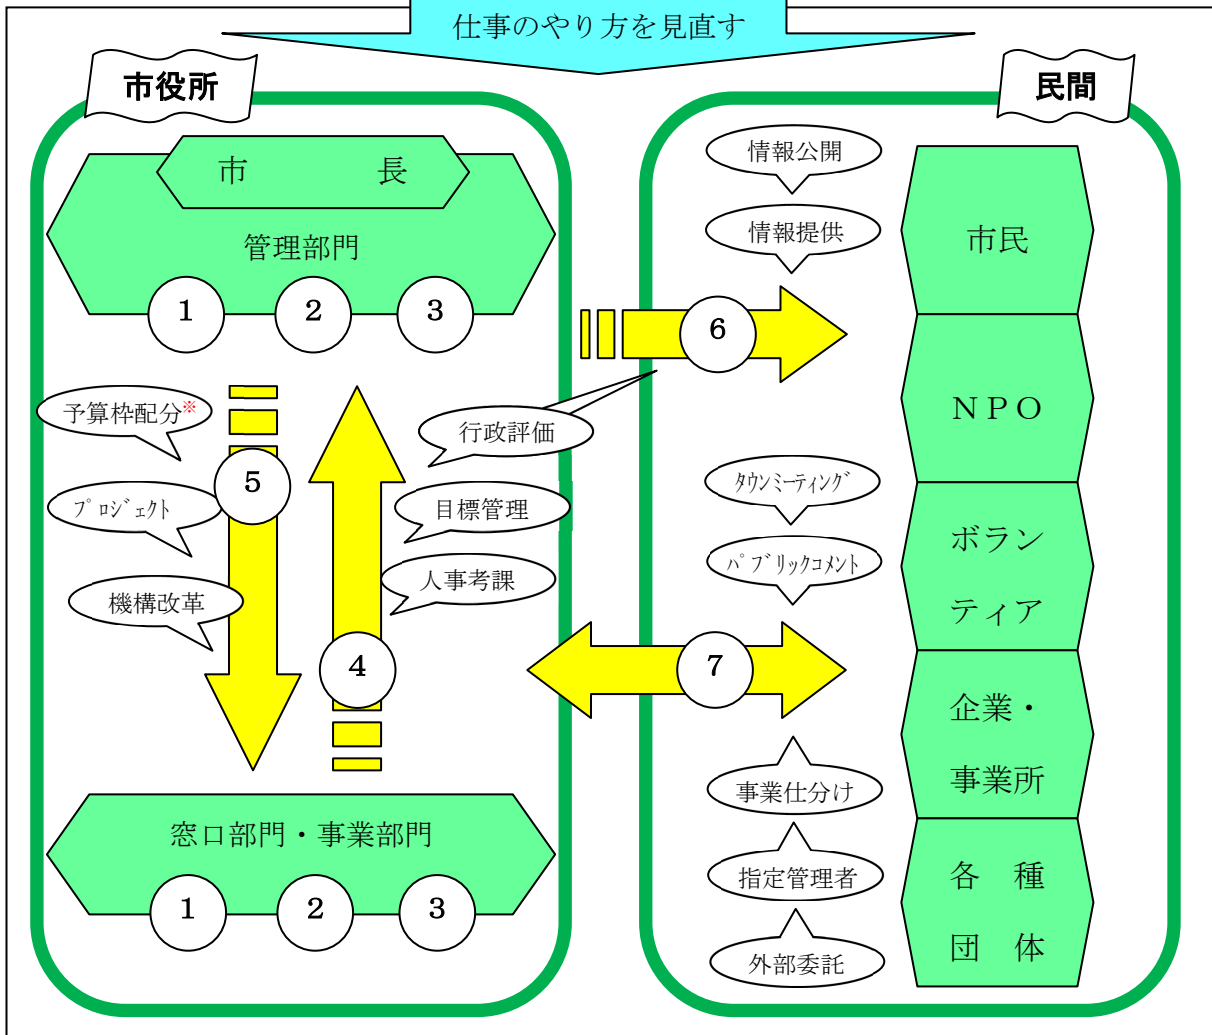 仕事のやり方を見直す
市役所
市　　　　長
管理部門
1
2
3
予算枠配分※
プロジェクト
機構改革
5
4
行政評価
目標管理
人事考課
窓口部門・事業部門
1
2
3
民間
情報公開
情報提供
6
タウンミーティング
パブリックコメント
7
事業仕分け
指定管理者
外部委託
市民
ＮＰＯ
ボラン
ティア
企業・
事業所
各　種
団　体